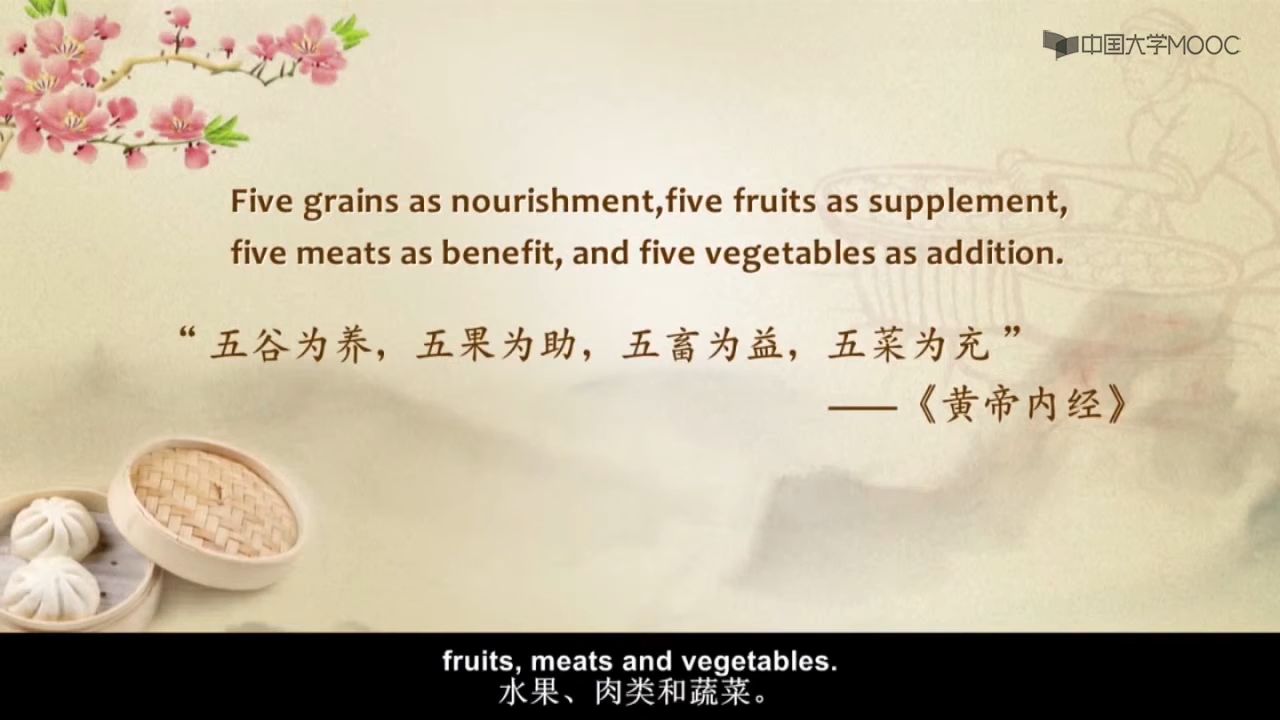 中国大学MOOC
Five grains as nourishment,five fruits as supplement,
five meats as benefit, and five vegetables as addition.
“五谷为养，五果为助，五畜为益，五菜为充”
——《黄帝内经》
fruits, meats and vegetables.
水果、肉类和蔬菜。